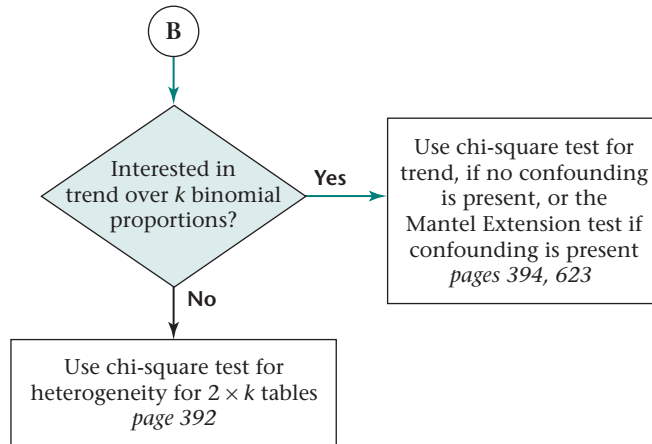 B
Interested in
trend over k binomial
proportions?
Yes
Use chi-square test for
trend, if no confounding
is present, or the
Mantel Extension test if
confounding is present
pages 394, 623
No
Use chi-square test for
heterogeneity for 2 × k tables
page 392